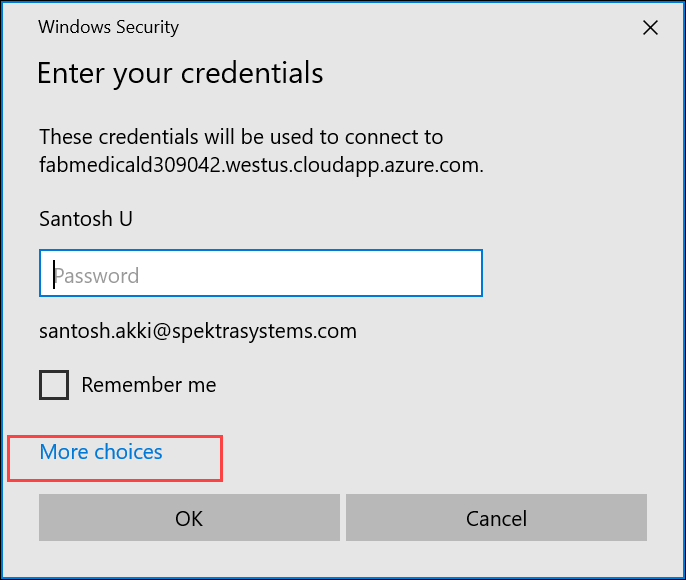 Windows Security
Enter your credentials
These credentials will be used to connect to
fabmedicald309042.westus.cloudapp.azure.com.
Santosh U
Password
santosh.akki@spektrasystems.com
Remember me
More choices
OK
Cancel